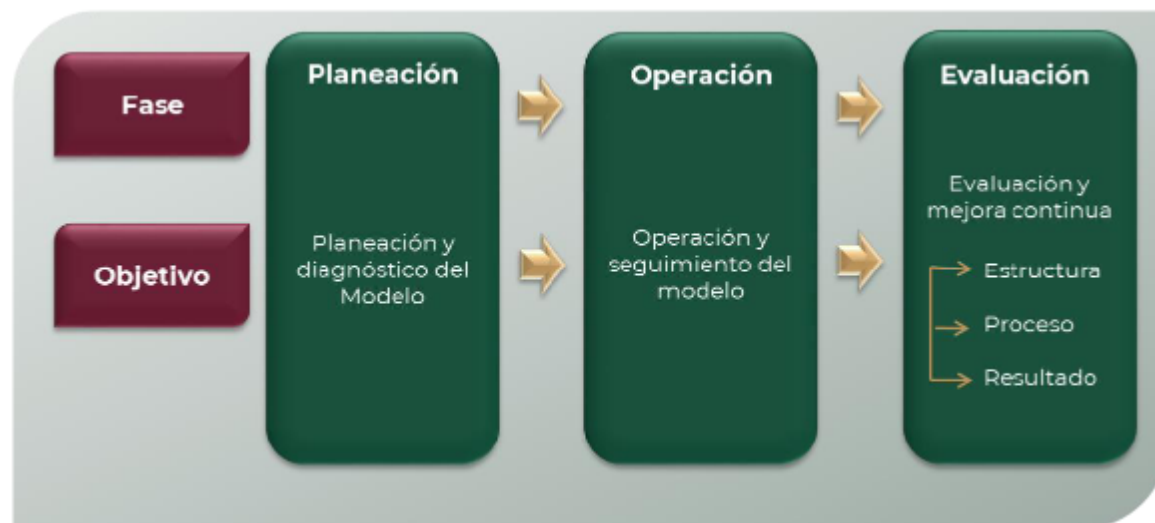 Fase
Planeación
Operación
Evaluación
Objetivo
Planeación y
diagnóstico del
Modelo
Operación y
seguimiento del
modelo
Evaluación y
mejora continua
Estructura
Proceso
Resultado